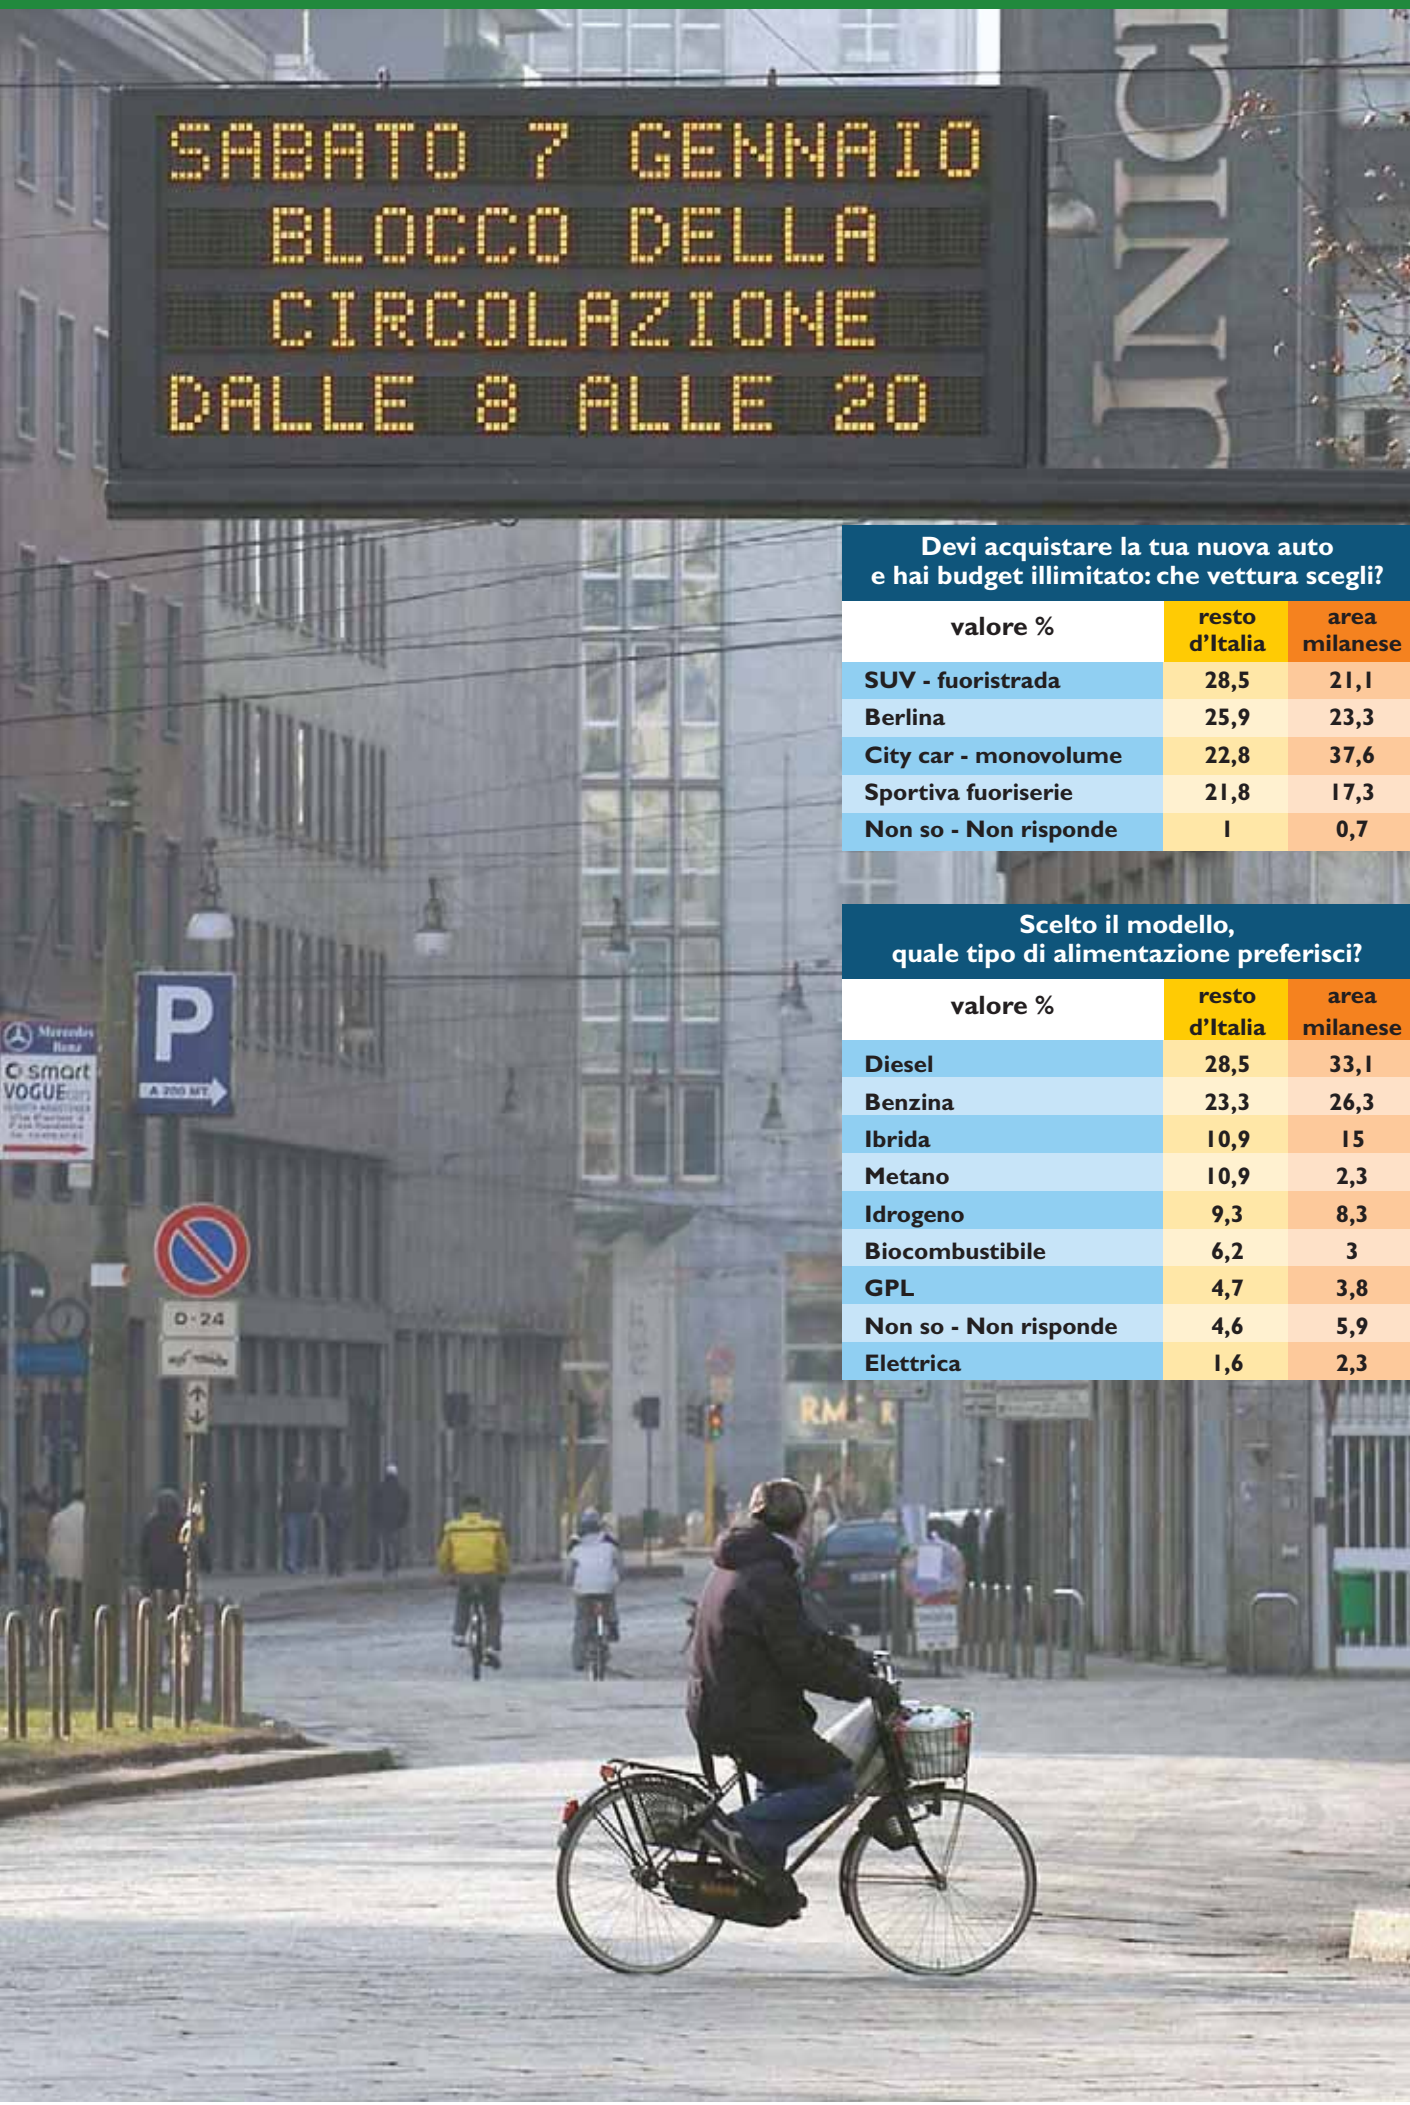 SABATO 7 GENNAIO
BLOCCO DELLA
CIRCOLAZIONE
DALLE 8 ALLE 20
UNICI
Devi acquistare la tua nuova auto
e hai budget illimitato: che vettura scegli?
valore % resto d'Italia area milanese
SUV - fuoristrada 28,5 21,1
Berlina 25,9 23,3
City car - monovolume 22,8 37,6
Sportiva fuoriserie 21,8 17,3
Non so - Non risponde 1 0,7
Scelto il modello,
quale tipo di alimentazione preferisci?
valore % resto d'Italia area milanese
Diesel 28,5 33,1
Benzina 23,3 26,3
Ibrida 10,9 15
Metano 10,9 2,3
Idrogeno 9,3 8,3
Biocombustibile 6,2 3
GPL 4,7 3,8
Non so - Non risponde 4,6 5,9
Elettrica 1,6 2,3
P
A 200 MT.
Mercedes
Benz
smart
VOGUE
D-24